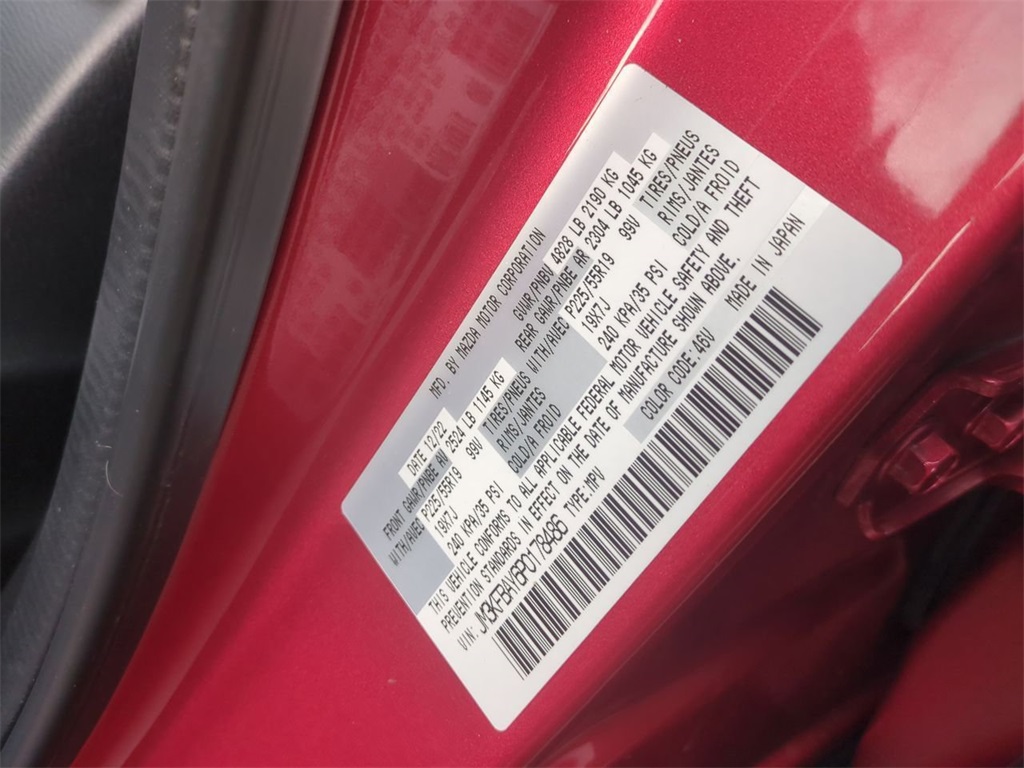 MFD. BY MAZDA MOTOR CORPORATION
DATE 12/22 GVWR/PNBV 4828 LB 2190 KG
FRONT GAWR/PNBE AV 2524 LB 1145 KG REAR GAWR/PNBE AR 2304 LB 1045 KG
WITH/AVEC P225/55R19 99V TIRES/PNEUS WITH/AVEC P225/55R19 99V TIRES/PNEUS
19X7J RIMS/JANTES 19X7J RIMS/JANTES
240 KPA/35 PSI COLD/A FROID 240 KPA/35 PSI COLD/A FROID
THIS VEHICLE CONFORMS TO ALL APPLICABLE FEDERAL MOTOR VEHICLE SAFETY AND THEFT
PREVENTION STANDARDS IN EFFECT ON THE DATE OF MANUFACTURE SHOWN ABOVE.
VIN: JM3KFBAY6P0178486 TYPE:MPV COLOR CODE:46V MADE IN JAPAN